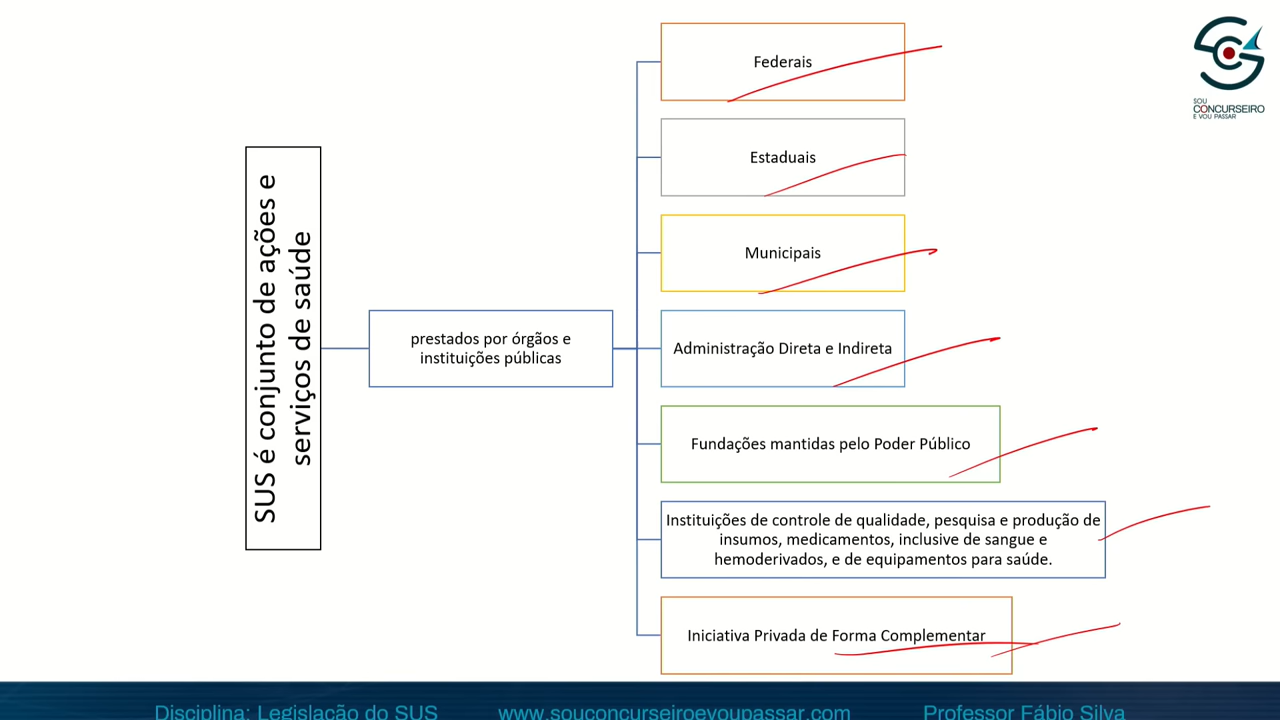 SUS é conjunto de ações e
serviços de saúde
prestados por órgãos e
instituições públicas
Federais
Estaduais
Municipais
Administração Direta e Indireta
Fundações mantidas pelo Poder Público
Instituições de controle de qualidade, pesquisa e produção de
insumos, medicamentos, inclusive de sangue e
hemoderivados, e de equipamentos para saúde.
Iniciativa Privada de Forma Complementar
SOU
CONCURSEIRO
E VOU PASSAR
Disciplina: Legislação do SUS
www.souconcurseiroevoupassar.com
Professor Fábio Silva